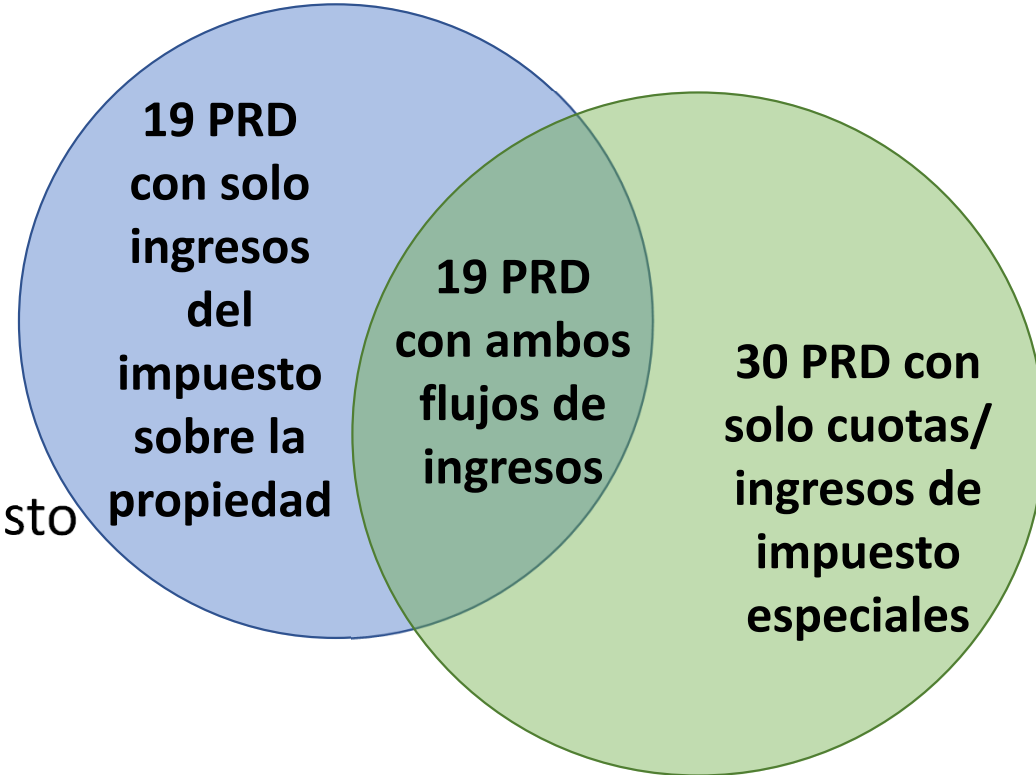 19 PRD
con solo
ingresos
del
impuesto
sobre la
propiedad
sto
19 PRD
con ambos
flujos de
ingresos
30 PRD con
solo cuotas/
ingresos de
impuesto
especiales